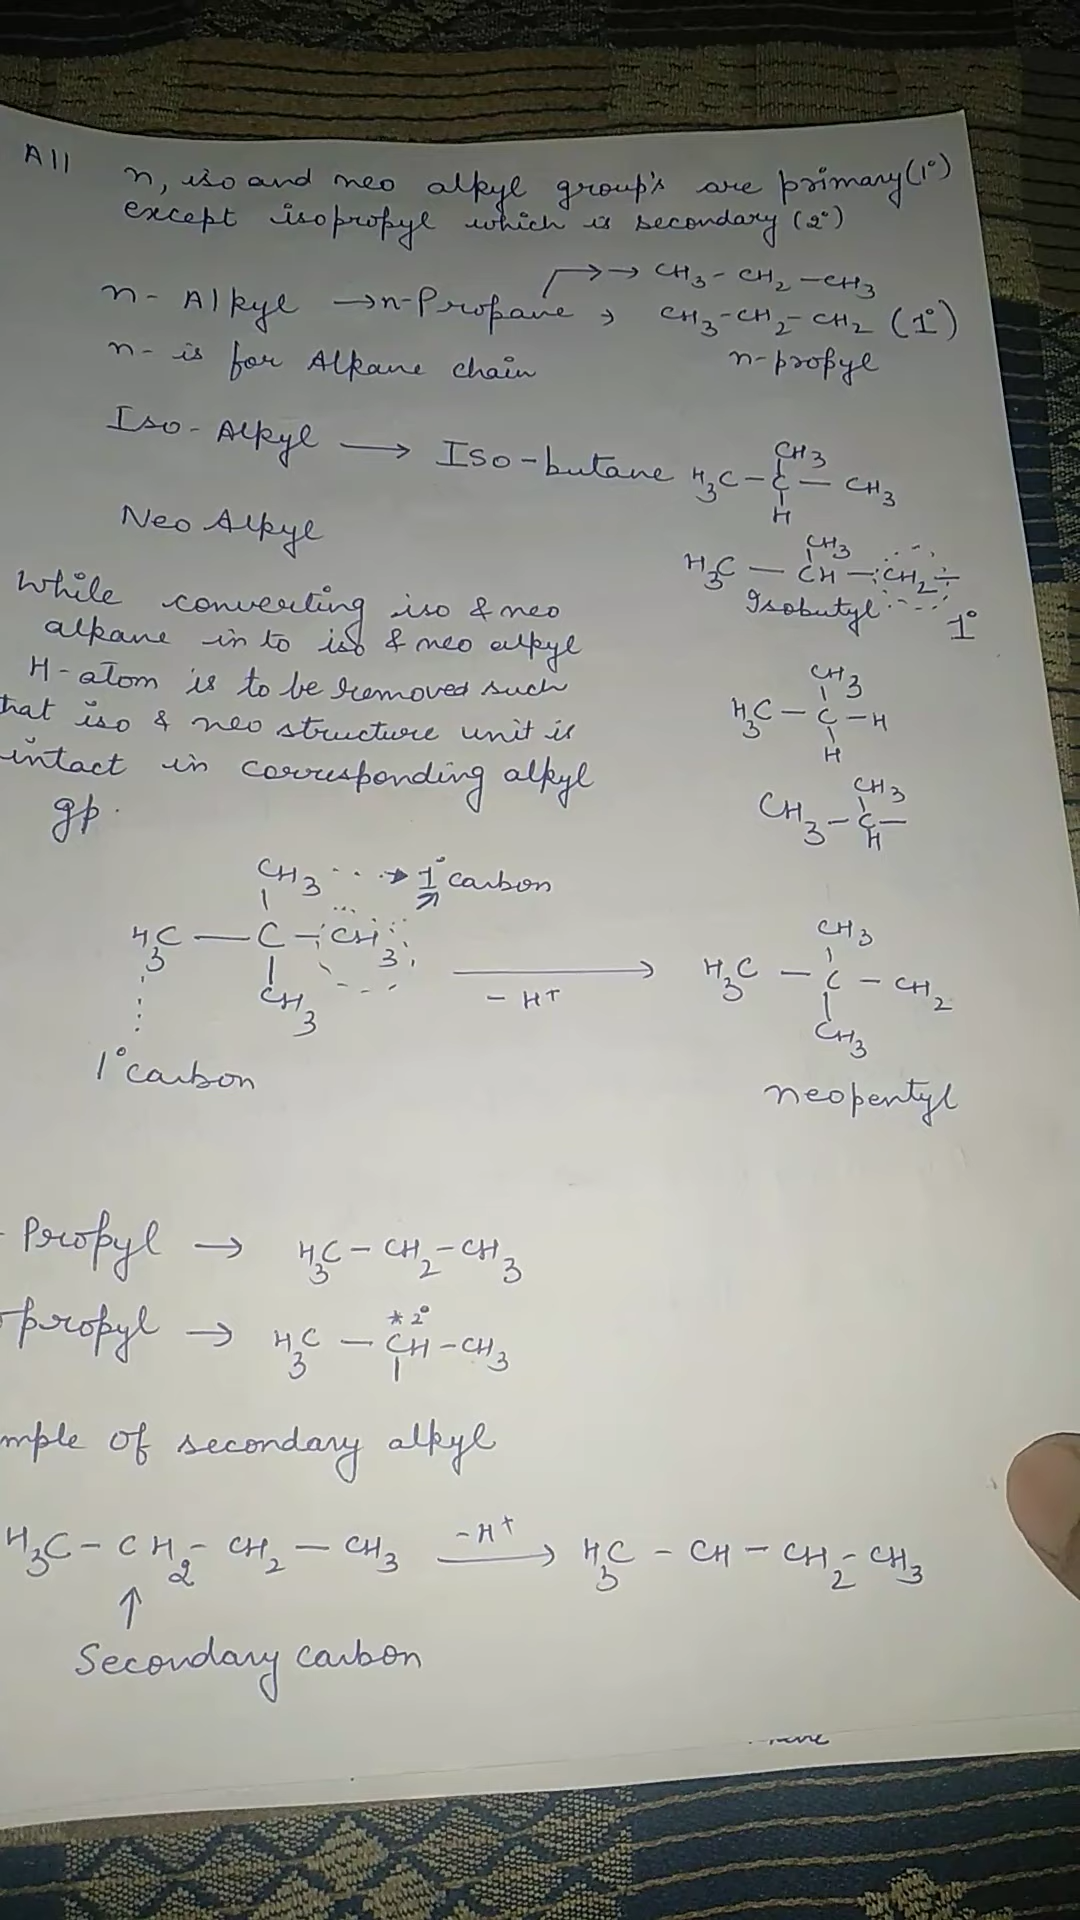 All n, iso and neo alkyl group's are primary (1°)
except isopropyl which is secondary (2°)
→→ CH3 - CH2 - CH3
n- Alkyl → n-Propane → CH3-CH2-CH2 (1°)
n- is for Alkane chain
n-propyl
Iso-Alkyl → Iso-butane
CH3
H3C - C - CH3
H
Neo Alkyl
CH3
H3C - CH - CH2 -
Isobutyl 1°
While converting iso & neo
alkane in to iso & neo alkyl
H-atom is to be removed such
that iso & neo structure unit is
intact in corresponding alkyl
gp.
CH3
H3C - C - H
H
CH3
CH3 - C -
H
CH3 ...→ 1° carbon
H3C - C - CH3
CH3
1° carbon
- H+ →
CH3
H3C - C - CH2
CH3
neopentyl
Propyl → H3C - CH2 - CH3
propyl → H3C - CH - CH3
* 2°
mple of secondary alkyl
H3C - CH2 - CH2 - CH3 -H+ → H3C - CH - CH2 - CH3
↑
Secondary carbon